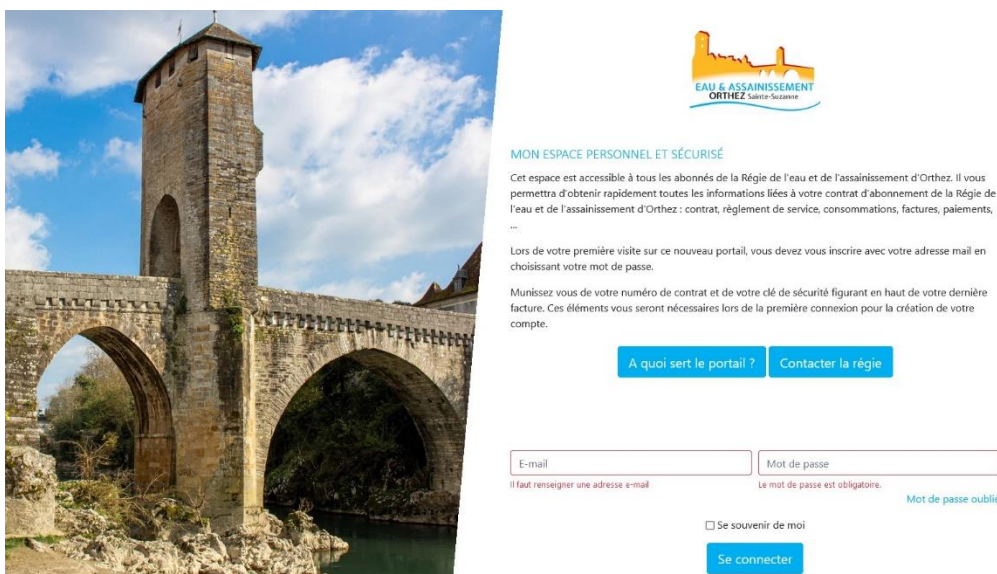 EAU & ASSAINISSEMENT
ORTHEZ Sainte-Suzanne
MON ESPACE PERSONNEL ET SÉCURISÉ
Cet espace est accessible à tous les abonnés de la Régie de l'eau et de l'assainissement d'Orthez. Il vous
permettra d'obtenir rapidement toutes les informations liées à votre contrat d'abonnement de la Régie de
l'eau et de l'assainissement d'Orthez : contrat, règlement de service, consommations, factures, paiements,
...
Lors de votre première visite sur ce nouveau portail, vous devez vous inscrire avec votre adresse mail en
choisissant votre mot de passe.
Munissez vous de votre numéro de contrat et de votre clé de sécurité figurant en haut de votre dernière
facture. Ces éléments vous seront nécessaires lors de la première connexion pour la création de votre
compte.
A quoi sert le portail ? Contacter la régie
E-mail Mot de passe
Il faut renseigner une adresse e-mail Le mot de passe est obligatoire.
Mot de passe oublié
Se souvenir de moi
Se connecter